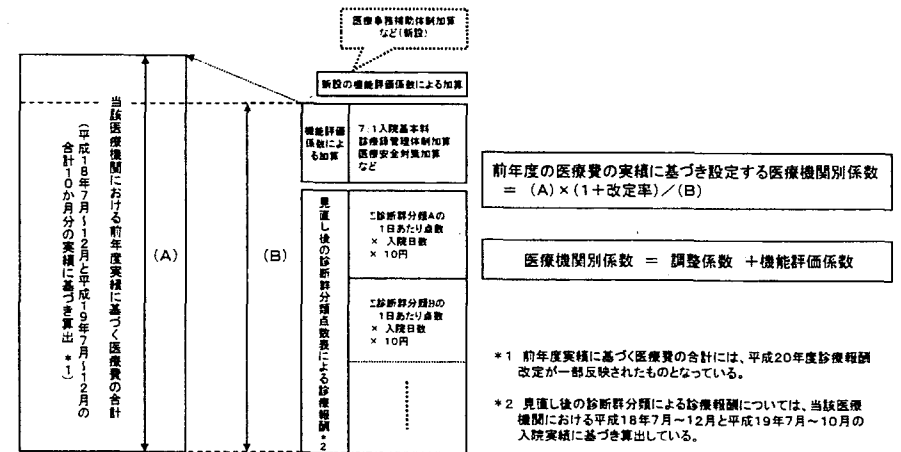 医療事務補助体制加算
など(新設)
新設の機能評価係数による加算
当該医療機関における前年度実績に基づく医療費の合計
(平成18年7月~12月と平成19年7月~12月の
合計10か月分の実績に基づき算出 *1)
(A)
(B)
機能評価
係数によ
る加算
7:1入院基本料
診療録管理体制加算
医療安全対策加算
など
見直し後の診断群分類点数表による診療報酬*2
Σ診断群分類Aの
1日あたり点数
× 入院日数
× 10円
Σ診断群分類Bの
1日あたり点数
× 入院日数
× 10円
前年度の医療費の実績に基づき設定する医療機関別係数
= (A)×(1+改定率)/(B)
医療機関別係数 = 調整係数 +機能評価係数
*1 前年度実績に基づく医療費の合計には、平成20年度診療報酬
改定が一部反映されたものとなっている。
*2 見直し後の診断群分類による診療報酬については、当該医療
機関における平成18年7月~12月と平成19年7月~10月の
入院実績に基づき算出している。